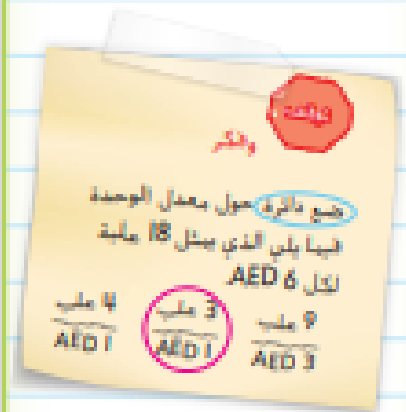 توقف
وفكر
ضع دائرة حول معدل الوحدة
فيما يلي الذي يمثل 18 علبة
لكل 6 AED.
9 علب / 3 AED
3 علب / 1 AED
4 علب / 1 AED